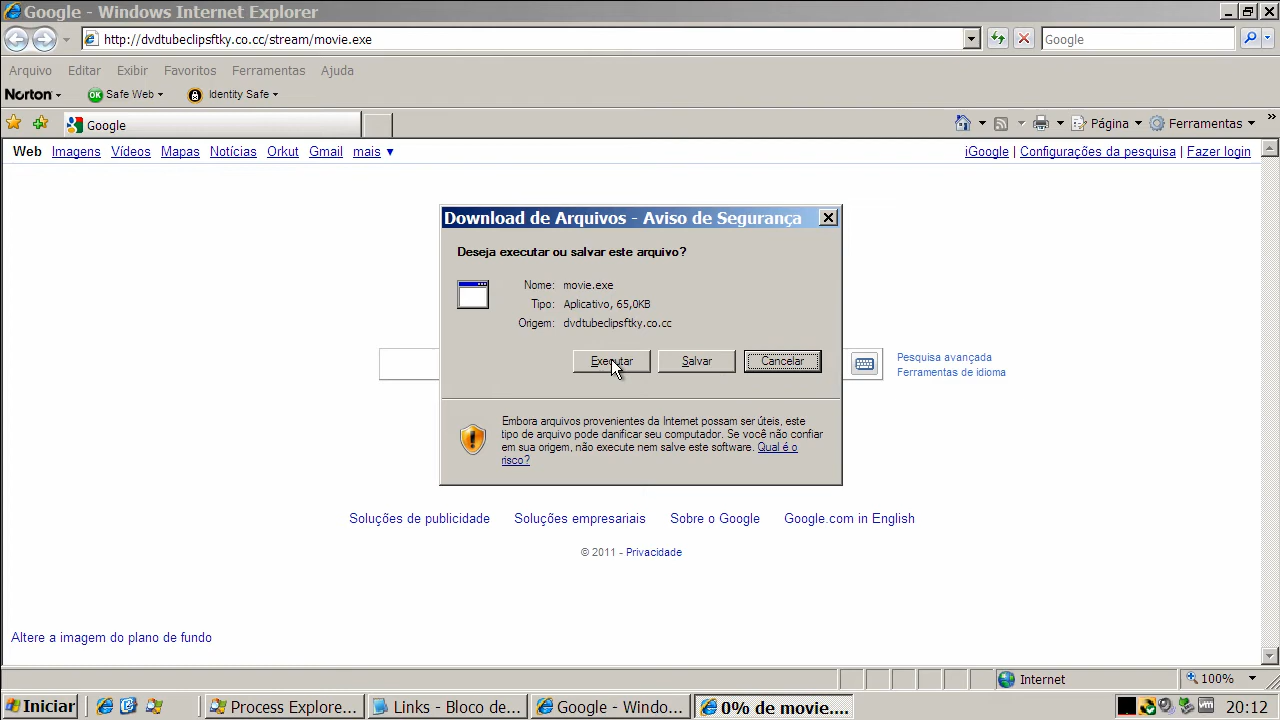 Google - Windows Internet Explorer
http://dvdtubeclipsftky.co.cc/stream/movie.exe
Google
Arquivo Editar Exibir Favoritos Ferramentas Ajuda
Norton OK Safe Web Identity Safe
Google
Página Ferramentas »
Web Imagens Vídeos Mapas Notícias Orkut Gmail mais ▼
iGoogle | Configurações da pesquisa | Fazer login
Download de Arquivos - Aviso de Segurança
Deseja executar ou salvar este arquivo?
Nome: movie.exe
Tipo: Aplicativo, 65,0KB
Origem: dvdtubeclipsftky.co.cc
Executar Salvar Cancelar
Pesquisa avançada
Ferramentas de idioma
Embora arquivos provenientes da Internet possam ser úteis, este
tipo de arquivo pode danificar seu computador. Se você não confiar
em sua origem, não execute nem salve este software. Qual é o
risco?
Soluções de publicidade Soluções empresariais Sobre o Google Google.com in English
© 2011 - Privacidade
Altere a imagem do plano de fundo
Internet 100%
Iniciar Process Explore... Links - Bloco de... Google - Windo... 0% de movie.... 20:12